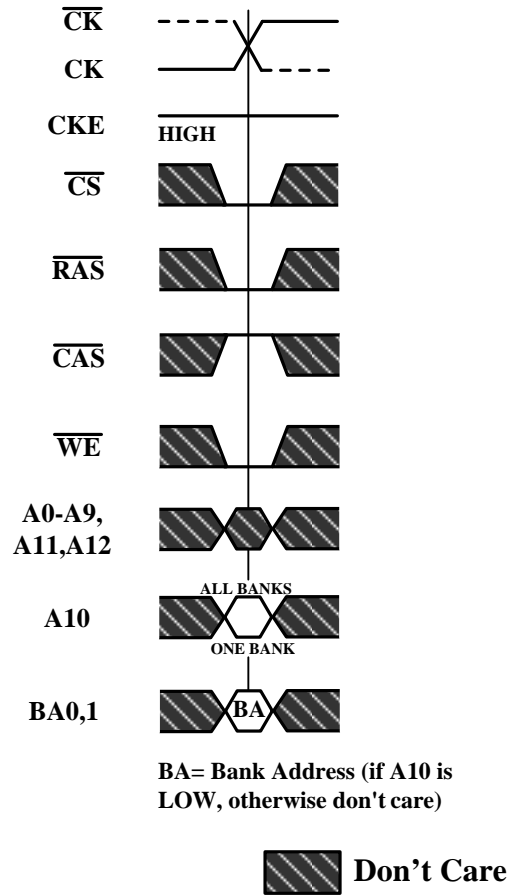 CK
CK
CKE
HIGH
CS
RAS
CAS
WE
A0-A9,
A11,A12
ALL BANKS
A10
ONE BANK
BA0,1
BA
BA= Bank Address (if A10 is
LOW, otherwise don't care)
Don’t Care